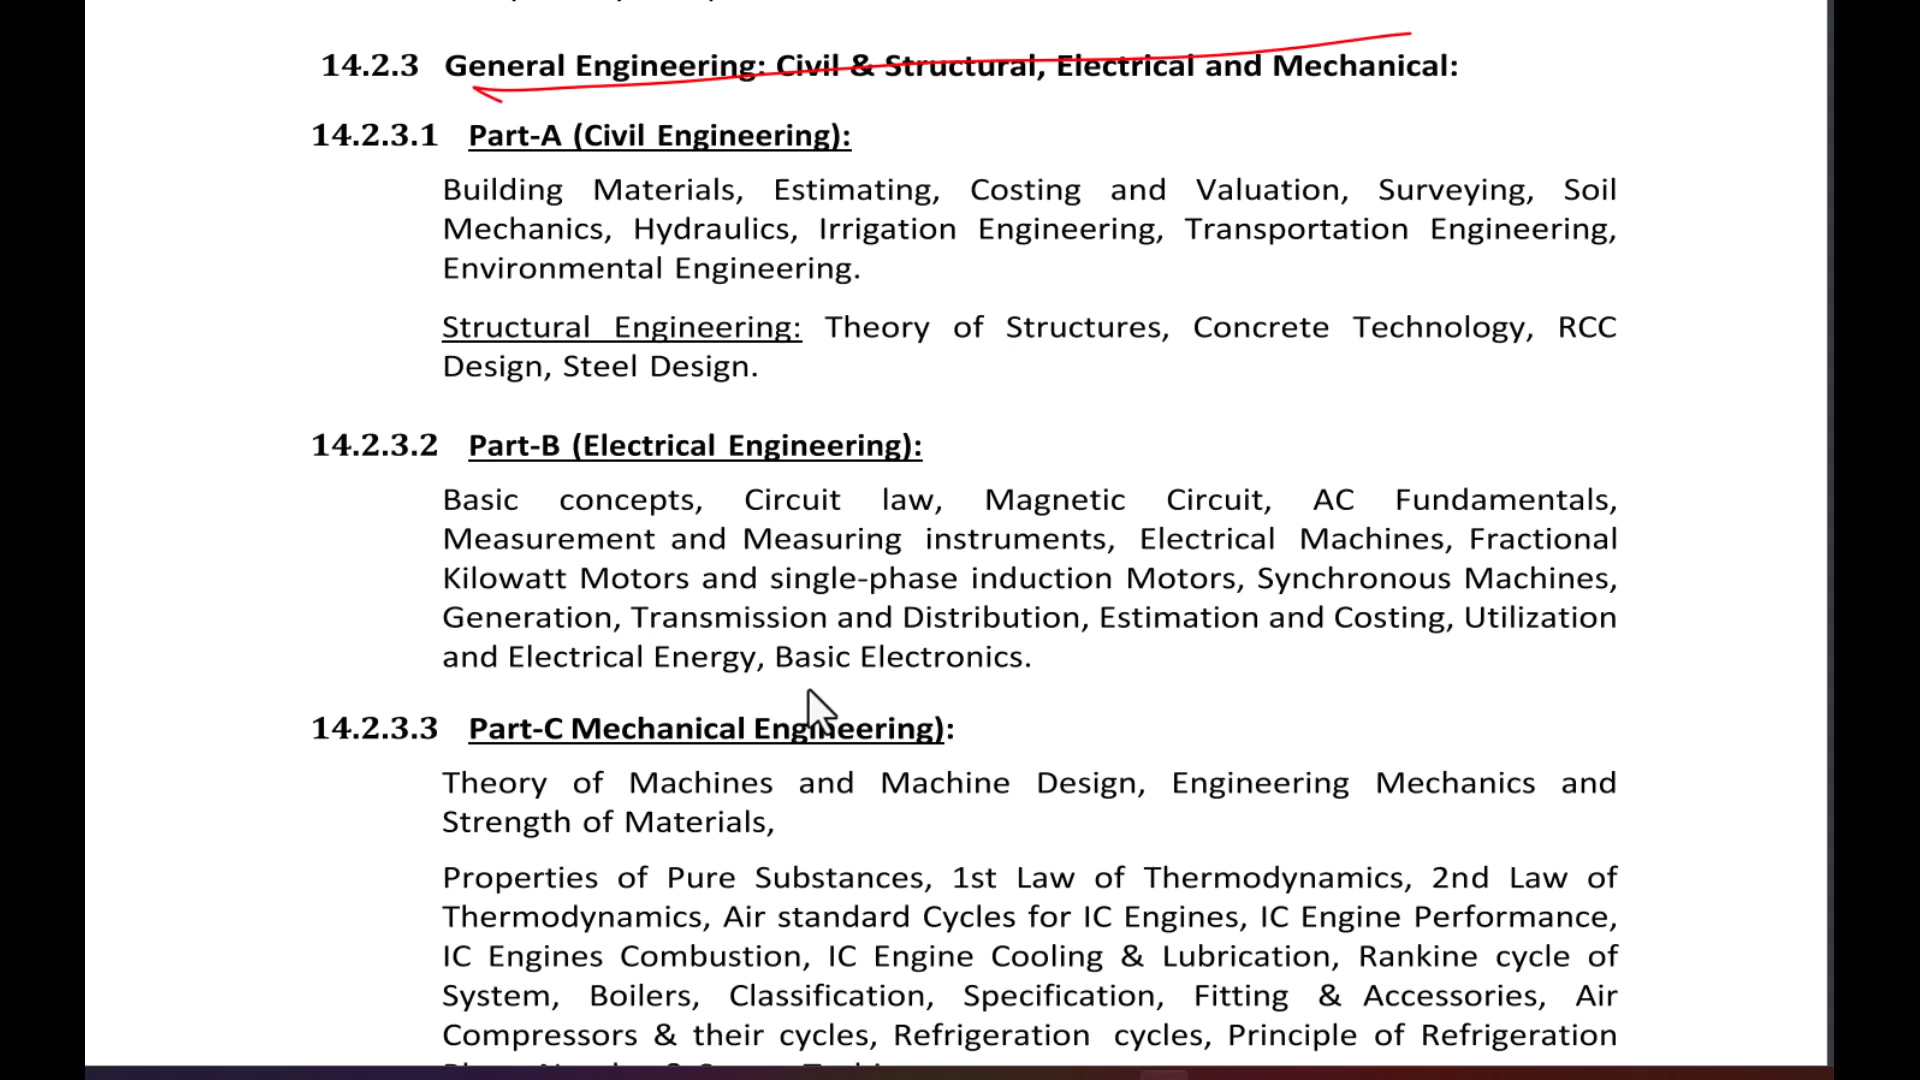 14.2.3 General Engineering: Civil & Structural, Electrical and Mechanical:
14.2.3.1 Part-A (Civil Engineering):
Building Materials, Estimating, Costing and Valuation, Surveying, Soil
Mechanics, Hydraulics, Irrigation Engineering, Transportation Engineering,
Environmental Engineering.
Structural Engineering: Theory of Structures, Concrete Technology, RCC
Design, Steel Design.
14.2.3.2 Part-B (Electrical Engineering):
Basic concepts, Circuit law, Magnetic Circuit, AC Fundamentals,
Measurement and Measuring instruments, Electrical Machines, Fractional
Kilowatt Motors and single-phase induction Motors, Synchronous Machines,
Generation, Transmission and Distribution, Estimation and Costing, Utilization
and Electrical Energy, Basic Electronics.
14.2.3.3 Part-C Mechanical Engineering):
Theory of Machines and Machine Design, Engineering Mechanics and
Strength of Materials,
Properties of Pure Substances, 1st Law of Thermodynamics, 2nd Law of
Thermodynamics, Air standard Cycles for IC Engines, IC Engine Performance,
IC Engines Combustion, IC Engine Cooling & Lubrication, Rankine cycle of
System, Boilers, Classification, Specification, Fitting & Accessories, Air
Compressors & their cycles, Refrigeration cycles, Principle of Refrigeration